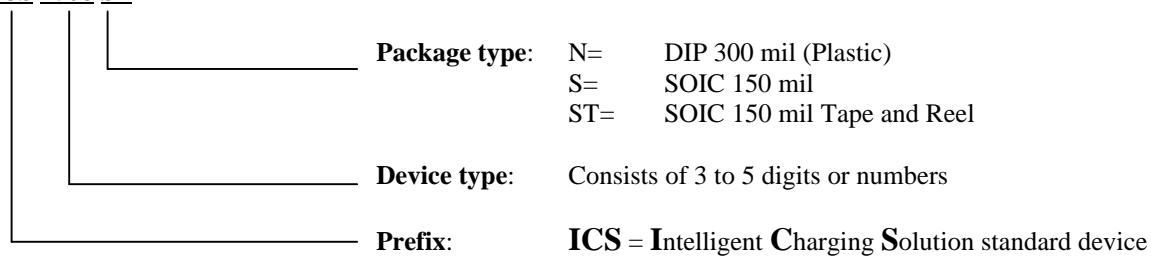 Package type: N= DIP 300 mil (Plastic)
S= SOIC 150 mil
ST= SOIC 150 mil Tape and Reel
Device type: Consists of 3 to 5 digits or numbers
Prefix: ICS = Intelligent Charging Solution standard device